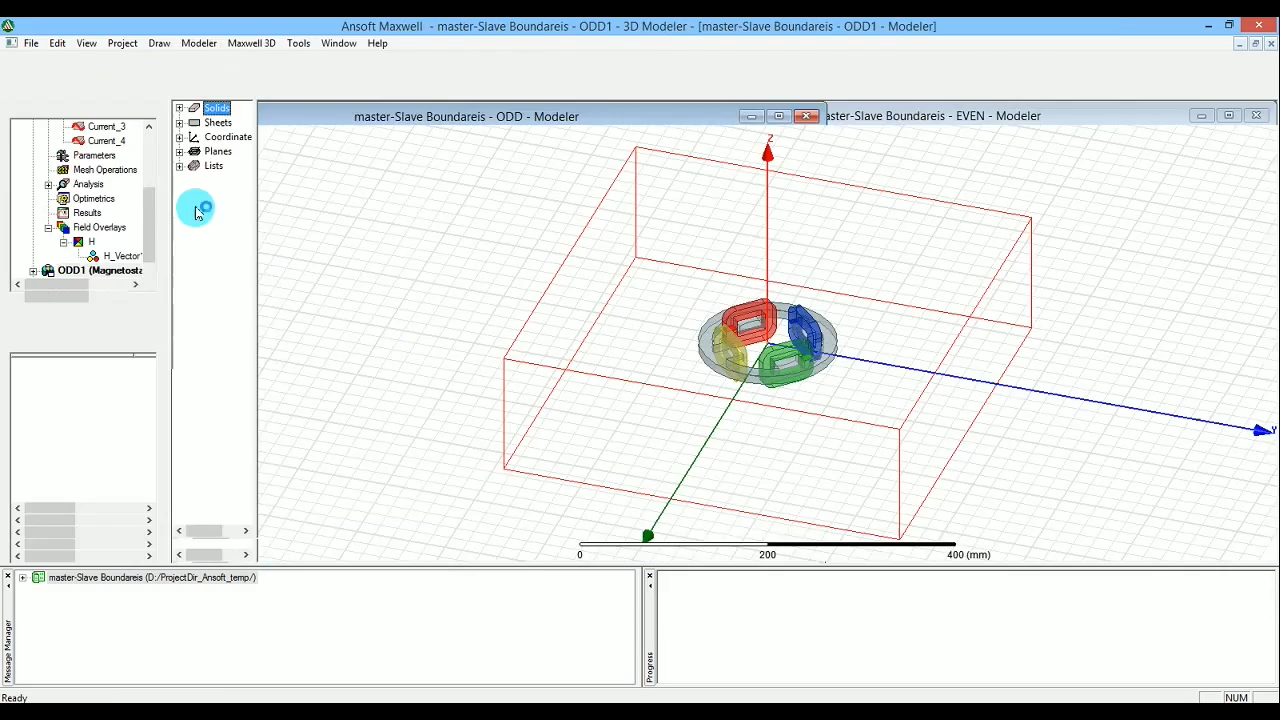 Ansoft Maxwell - master-Slave Boundareis - ODD1 - 3D Modeler - [master-Slave Boundareis - ODD1 - Modeler]
File Edit View Project Draw Modeler Maxwell 3D Tools Window Help
Current_3
Current_4
Parameters
Mesh Operations
Analysis
Optimetrics
Results
Field Overlays
H
H_Vector
ODD1 (Magnetosta
Solids
Sheets
Coordinate
Planes
Lists
master-Slave Boundareis - ODD - Modeler
ster-Slave Boundareis - EVEN - Modeler
Z
Y
0 200 400 (mm)
Message Manager
master-Slave Boundareis (D:/ProjectDir_Ansoft_temp/)
Progress
Ready
NUM